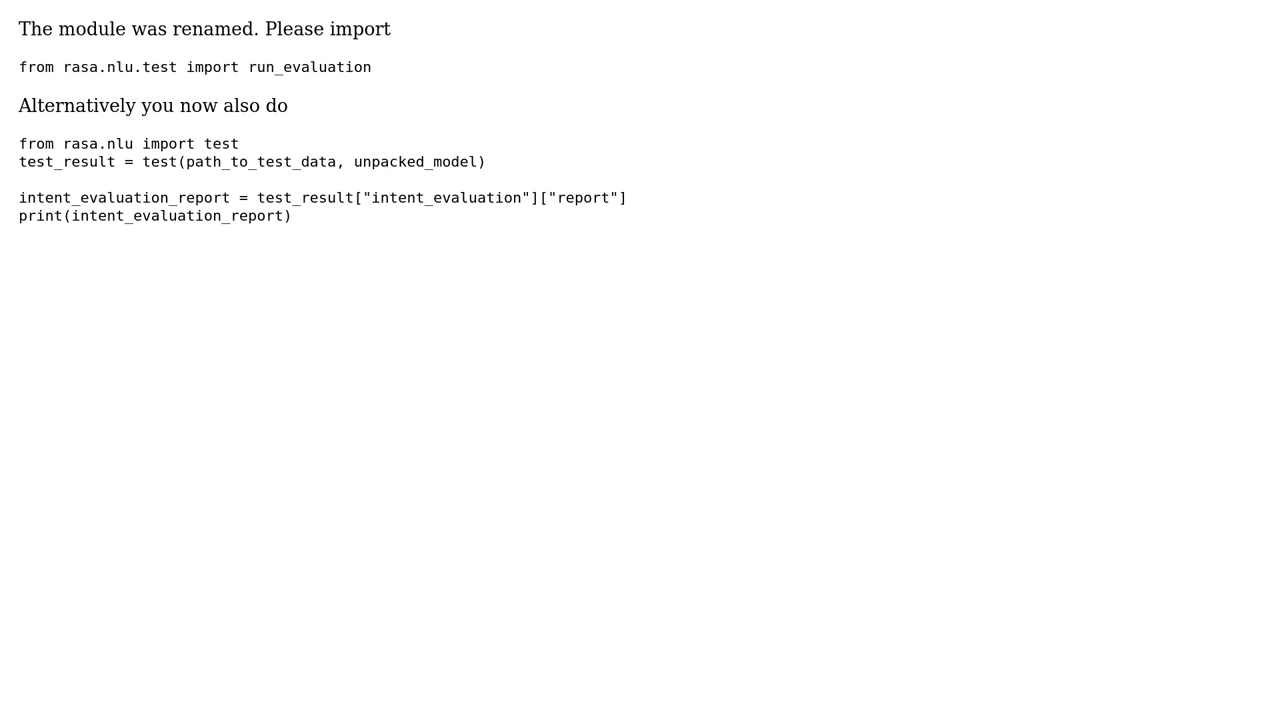 The module was renamed. Please import
from rasa.nlu.test import run_evaluation
Alternatively you now also do
from rasa.nlu import test
test_result = test(path_to_test_data, unpacked_model)
intent_evaluation_report = test_result["intent_evaluation"]["report"]
print(intent_evaluation_report)